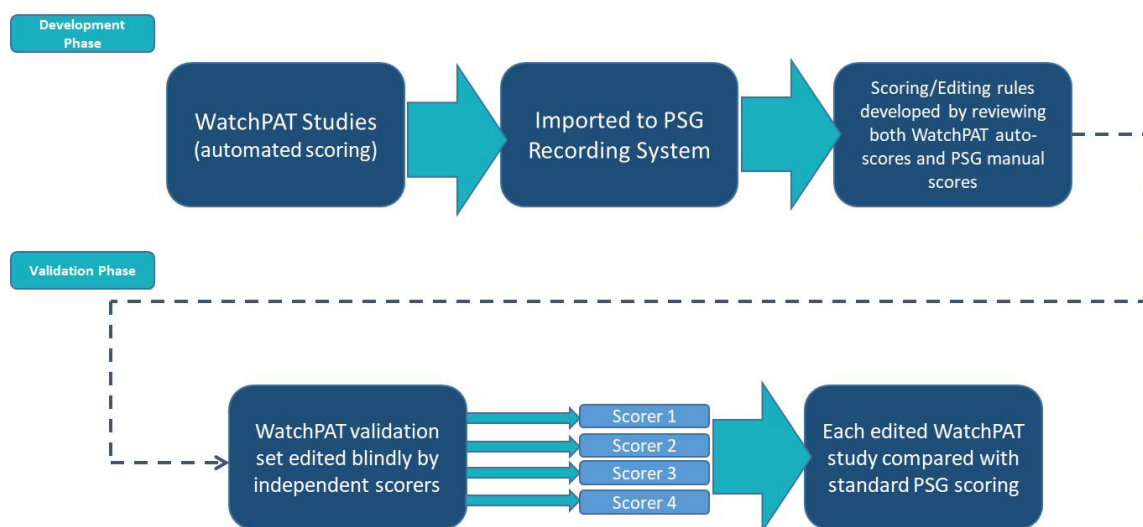 Development
Phase
WatchPAT Studies
(automated scoring)
Imported to PSG
Recording System
Scoring/Editing rules
developed by reviewing
both WatchPAT auto-
scores and PSG manual
scores
Validation Phase
WatchPAT validation
set edited blindly by
independent scorers
Scorer 1
Scorer 2
Scorer 3
Scorer 4
Each edited WatchPAT
study compared with
standard PSG scoring